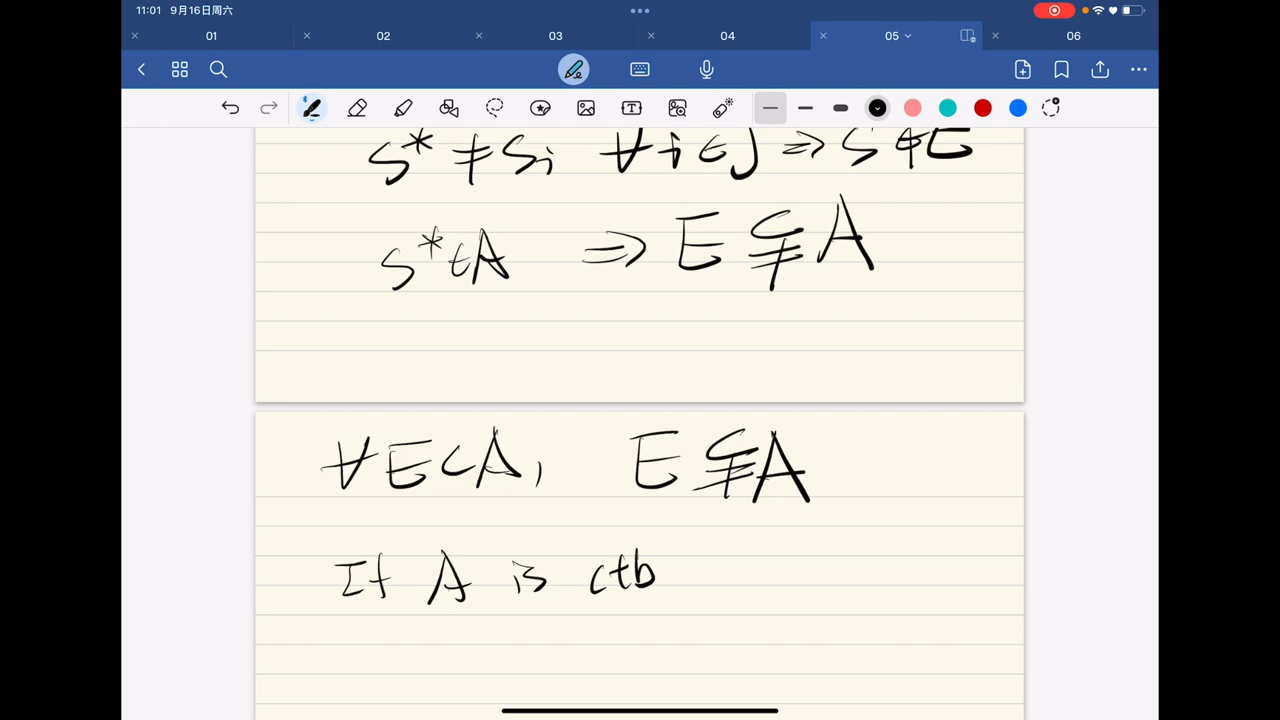 11:01 9月16日周六
01
02
03
04
05
06
T
S* ≠ Si ∀ i ∈ J ⇒ S ∉ E
S* ∈ A ⇒ E ⊊ A
∀ E ⊂ A, E ⊊ A
If A is ctb